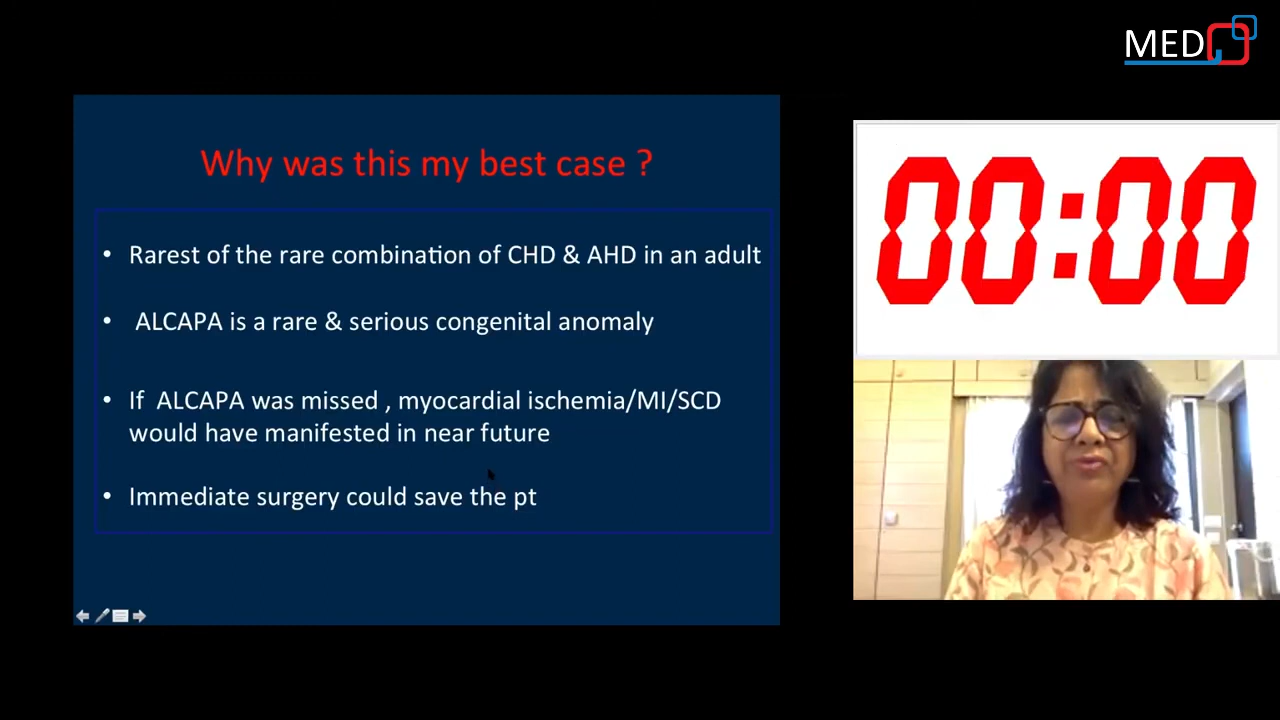 MED
Why was this my best case ?
• Rarest of the rare combination of CHD & AHD in an adult
• ALCAPA is a rare & serious congenital anomaly
• If ALCAPA was missed , myocardial ischemia/MI/SCD
would have manifested in near future
• Immediate surgery could save the pt
00:00